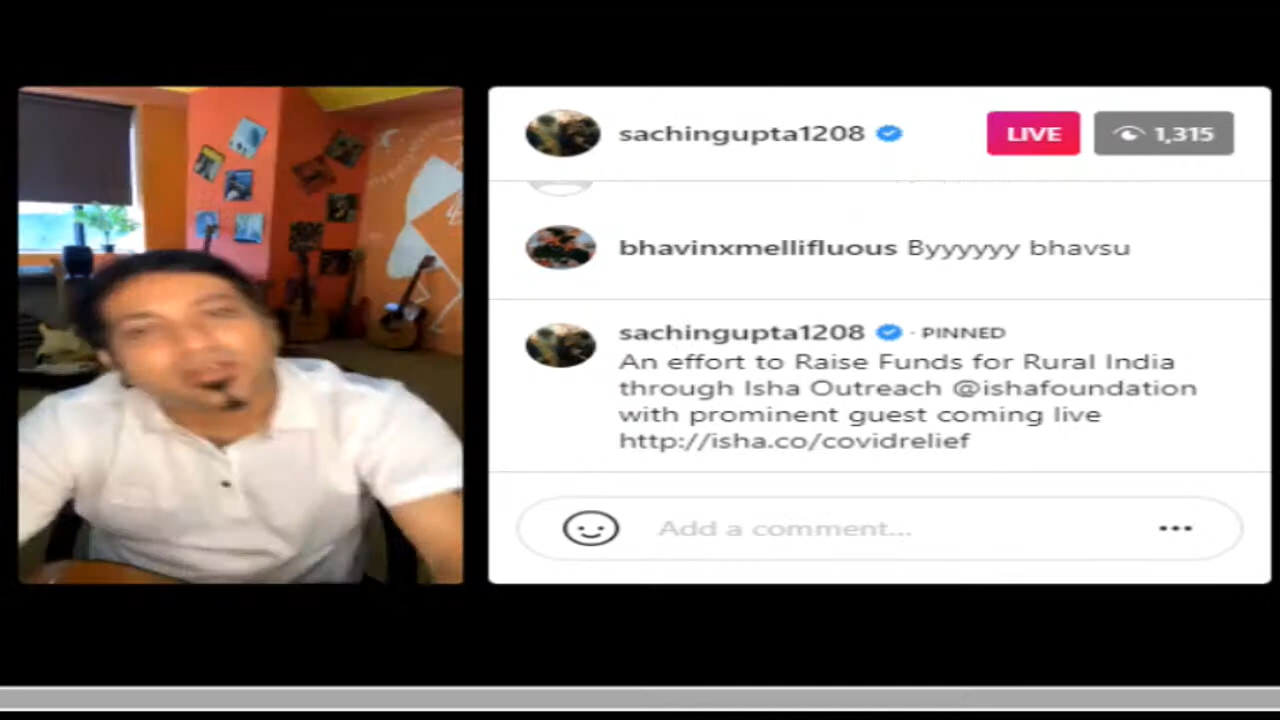 sachingupta1208
LIVE
1,315
bhavinxmellifluous Byyyyyy bhavsu
sachingupta1208 · PINNED
An effort to Raise Funds for Rural India
through Isha Outreach @ishafoundation
with prominent guest coming live
http://isha.co/covidrelief
Add a comment...